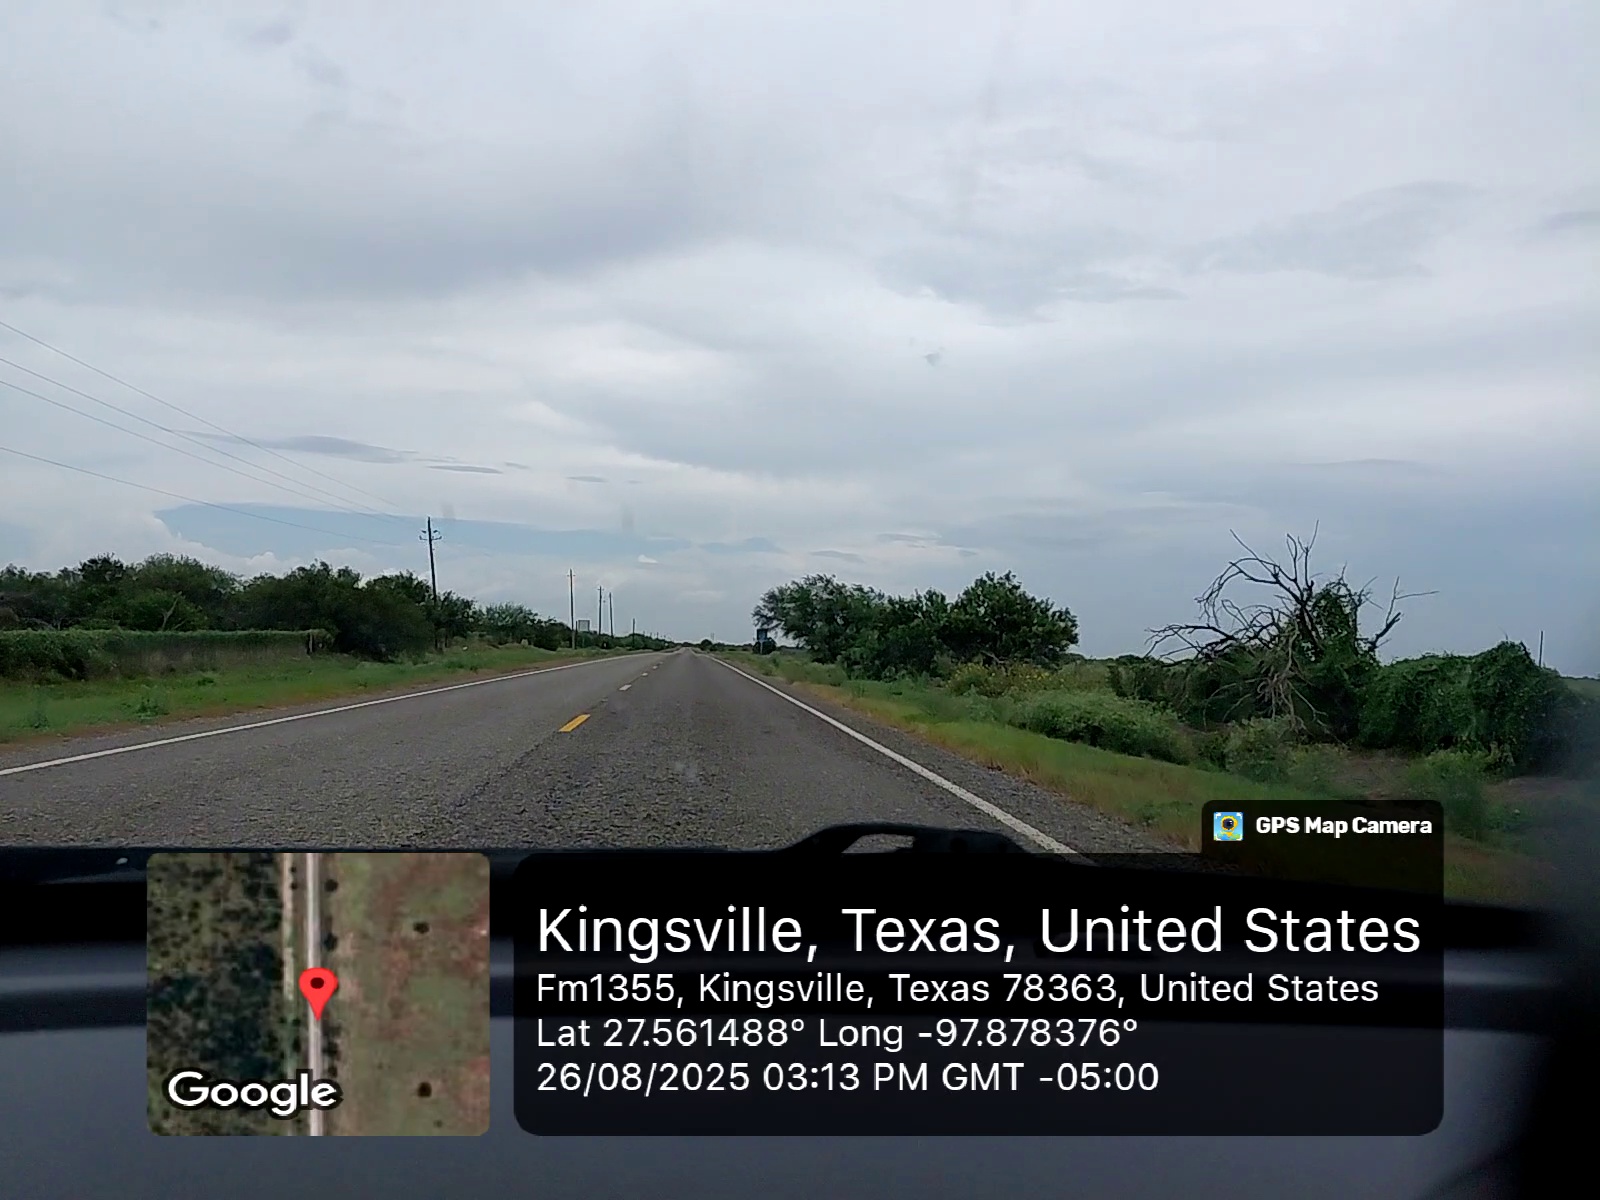 GPS Map Camera
Kingsville, Texas, United States
Fm1355, Kingsville, Texas 78363, United States
Lat 27.561488° Long -97.878376°
26/08/2025 03:13 PM GMT -05:00
Google